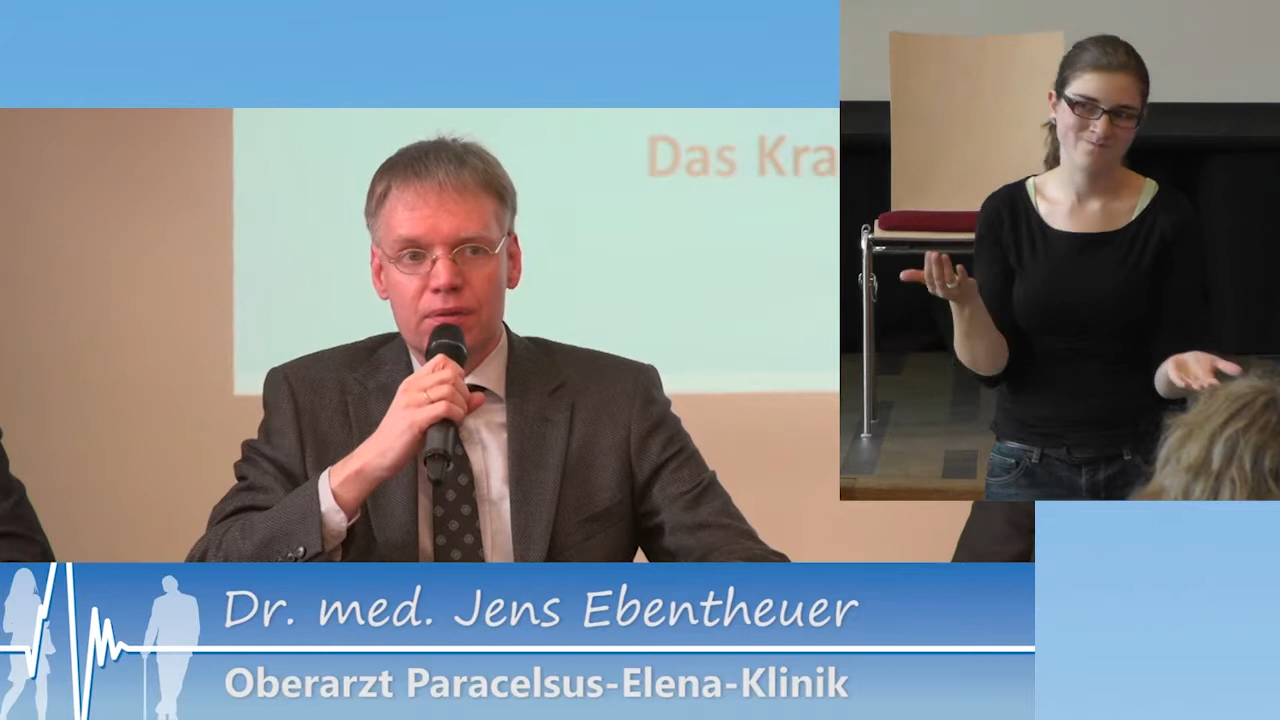 Das Kra
Dr. med. Jens Ebentheuer
Oberarzt Paracelsus-Elena-Klinik